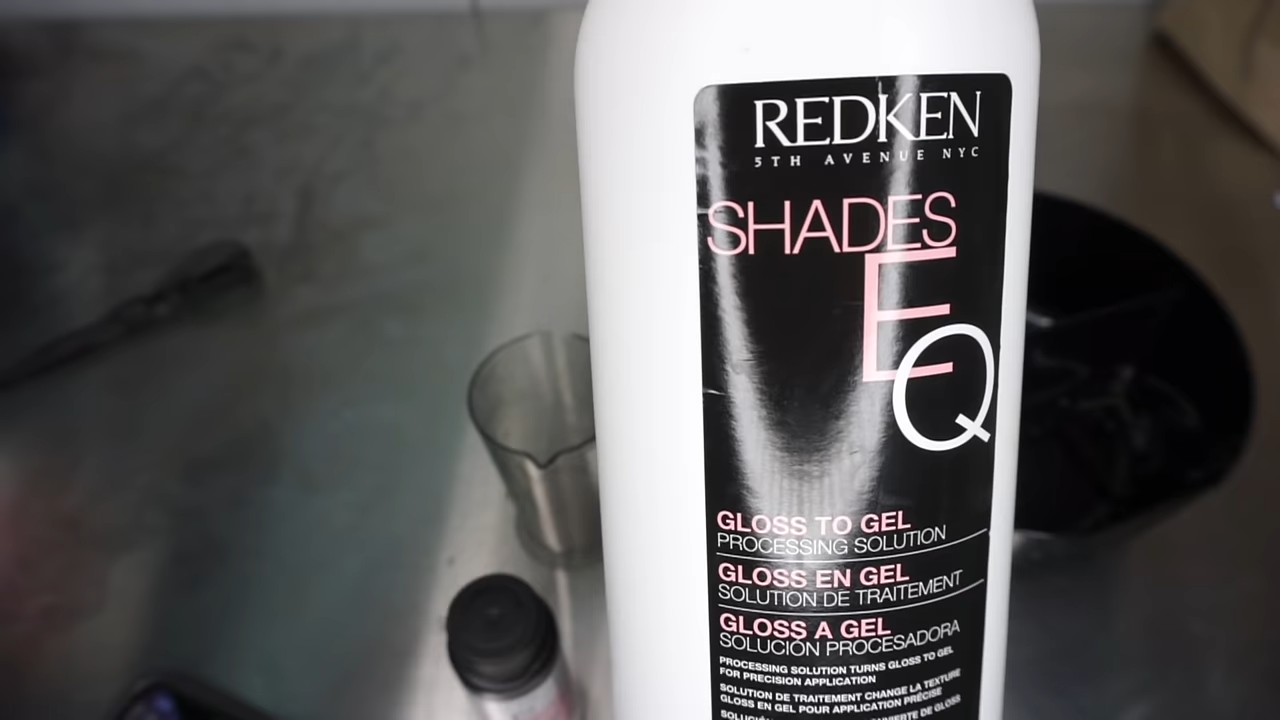 REDKEN
5TH AVENUE NYC
SHADES
EQ
GLOSS TO GEL
PROCESSING SOLUTION
GLOSS EN GEL
SOLUTION DE TRAITEMENT
GLOSS A GEL
SOLUCIÓN PROCESADORA
PROCESSING SOLUTION TURNS GLOSS TO GEL
FOR PRECISION APPLICATION
SOLUTION DE TRAITEMENT CHANGE LA TEXTURE
GLOSS EN GEL POUR APPLICATION PRÉCISE